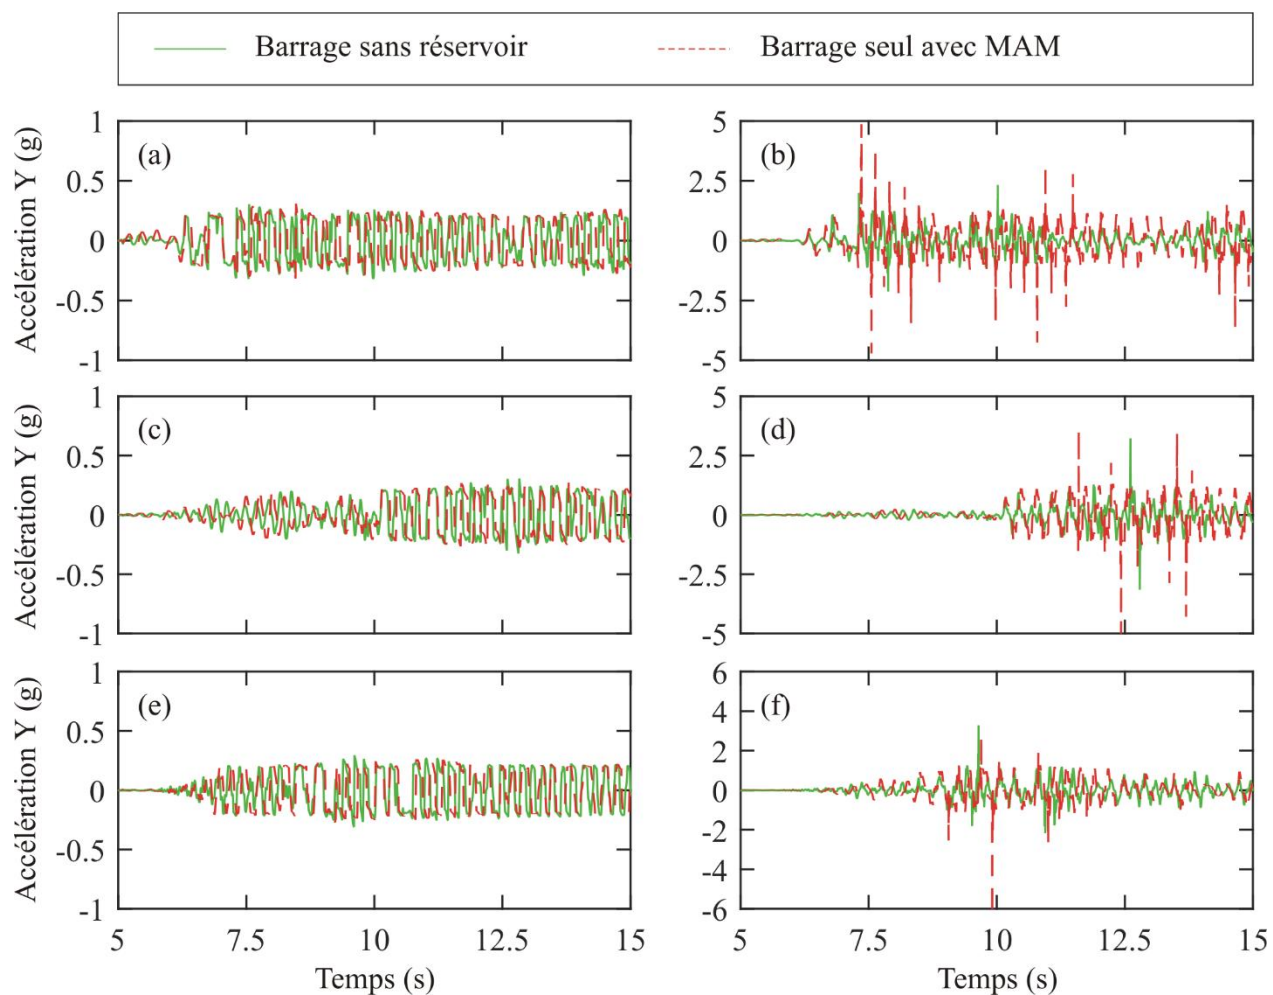 Barrage sans réservoir
Barrage seul avec MAM
Accélération Y (g)
1
0.5
0
-0.5
-1
(a)
5
2.5
0
-2.5
-5
(b)
Accélération Y (g)
1
0.5
0
-0.5
-1
(c)
5
2.5
0
-2.5
-5
(d)
Accélération Y (g)
1
0.5
0
-0.5
-1
(e)
5 7.5 10 12.5 15
Temps (s)
6
4
2
0
-2
-4
-6
(f)
5 7.5 10 12.5 15
Temps (s)